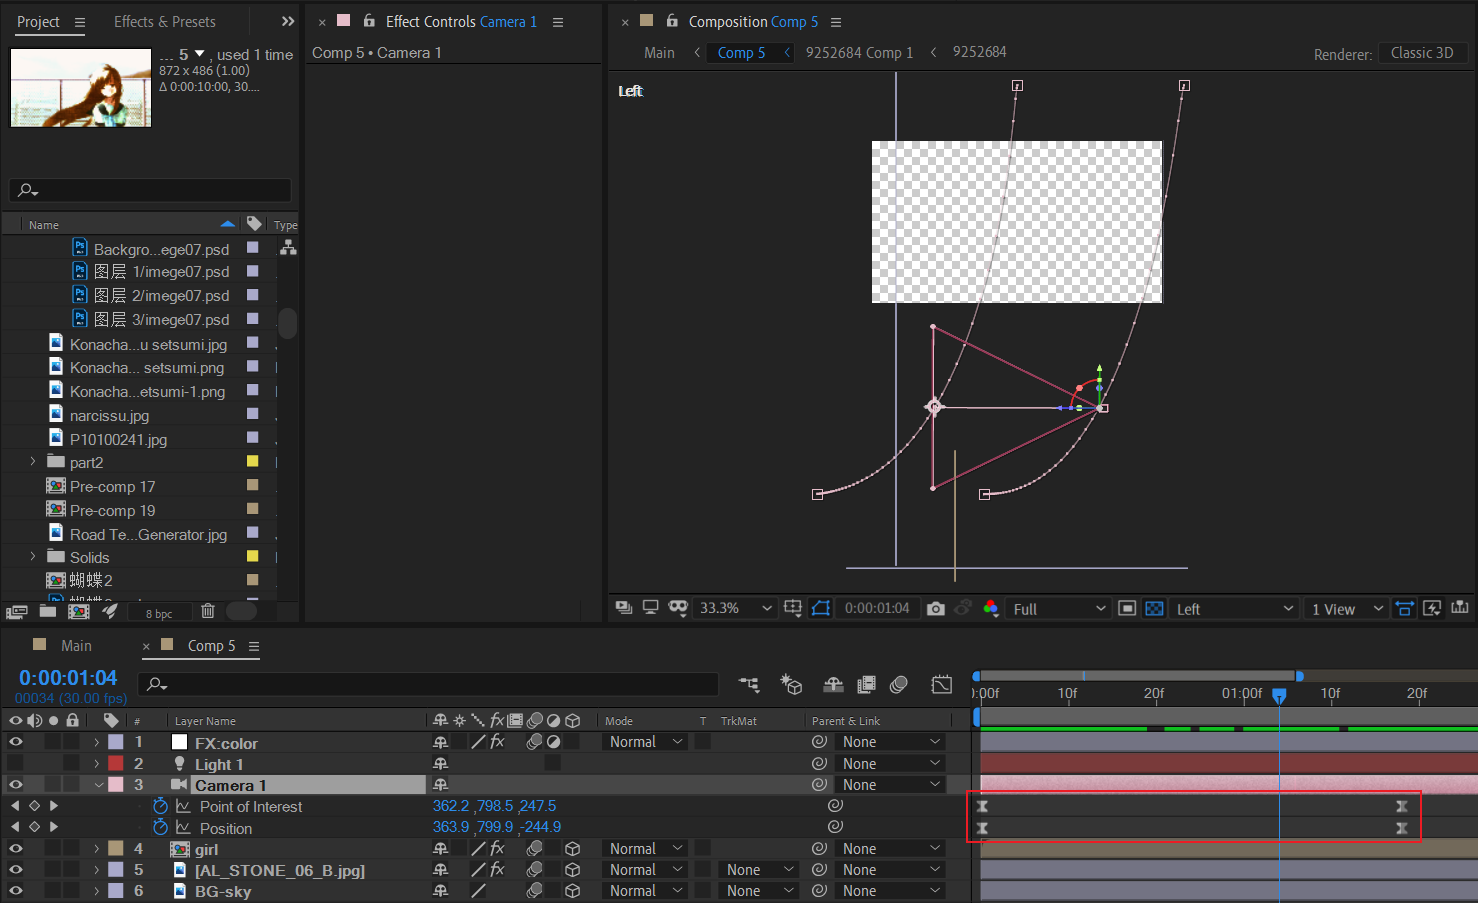 Project
Effects & Presets
... 5 , used 1 time
872 x 486 (1.00)
Δ 0:00:10:00, 30....
Name
Type
Backgro...ege07.psd
图层 1/imege07.psd
图层 2/imege07.psd
图层 3/imege07.psd
Konacha...u setsumi.jpg
Konacha... setsumi.png
Konacha...etsumi-1.png
narcissu.jpg
P10100241.jpg
part2
Pre-comp 17
Pre-comp 19
Road Te...Generator.jpg
Solids
蝴蝶2
8 bpc
Effect Controls Camera 1
Comp 5 • Camera 1
Composition Comp 5
Main
Comp 5
9252684 Comp 1
9252684
Renderer: Classic 3D
Left
33.3%
0:00:01:04
Full
Left
1 View
Main
Comp 5
0:00:01:04
00034 (30.00 fps)
# Layer Name
Mode T TrkMat Parent & Link
):00f 10f 20f 01:00f 10f 20f
1 FX:color Normal None
2 Light 1 None
3 Camera 1 None
Point of Interest 362.2 ,798.5 ,247.5
Position 363.9 ,799.9 ,-244.9
4 girl Normal None
5 [AL_STONE_06_B.jpg] Normal None None
6 BG-sky Normal None None